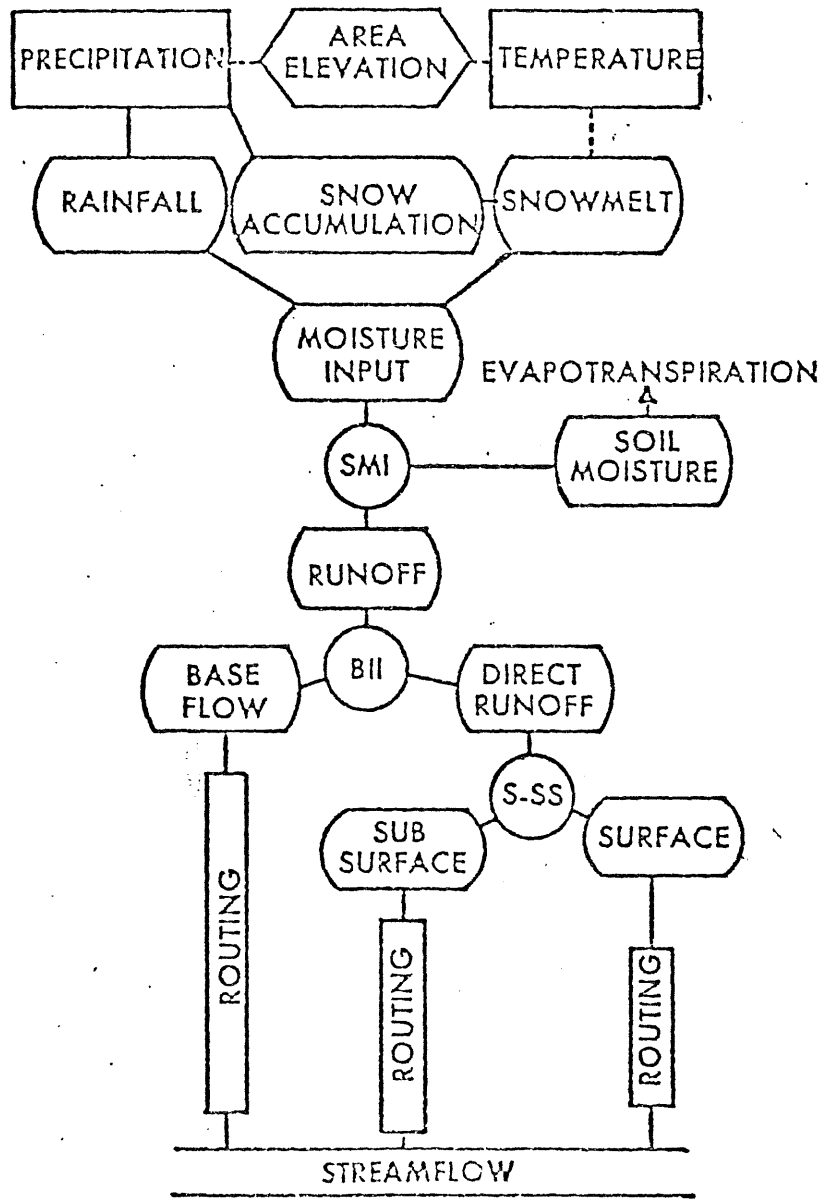 PRECIPITATION
AREA
ELEVATION
TEMPERATURE
RAINFALL
SNOW
ACCUMULATION
SNOWMELT
MOISTURE
INPUT
EVAPOTRANSPIRATION
SMI
SOIL
MOISTURE
RUNOFF
BASE
FLOW
BII
DIRECT
RUNOFF
S-SS
SUB
SURFACE
SURFACE
ROUTING
ROUTING
ROUTING
STREAMFLOW